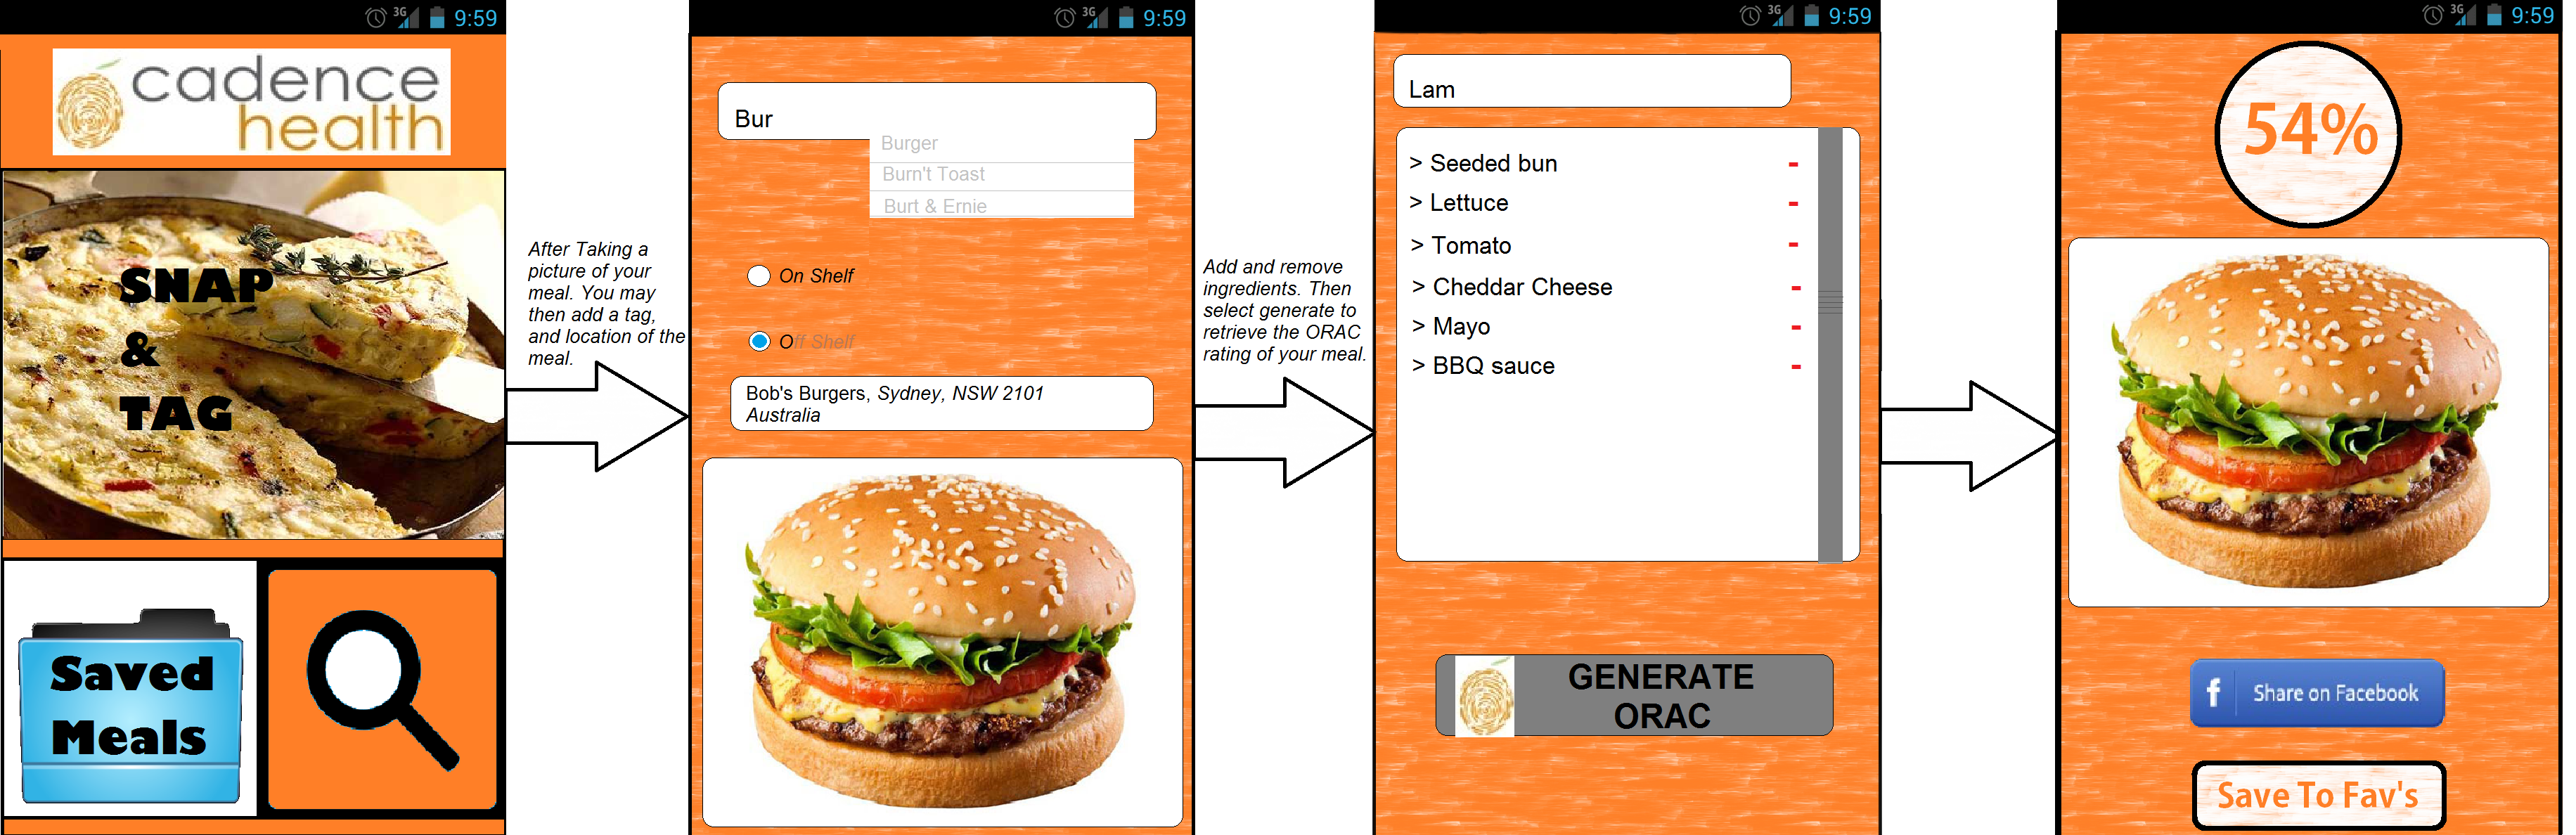 3G 9:59
cadence
health
SNAP
&
TAG
Saved
Meals
After Taking a
picture of your
meal. You may
then add a tag,
and location of the
meal.
3G 9:59
Bur
Burger
Burn't Toast
Burt & Ernie
On Shelf
Off Shelf
Bob's Burgers, Sydney, NSW 2101
Australia
Add and remove
ingredients. Then
select generate to
retrieve the ORAC
rating of your meal.
3G 9:59
Lam
> Seeded bun -
> Lettuce -
> Tomato -
> Cheddar Cheese -
> Mayo -
> BBQ sauce -
GENERATE
ORAC
3G 9:59
54%
f Share on Facebook
Save To Fav's